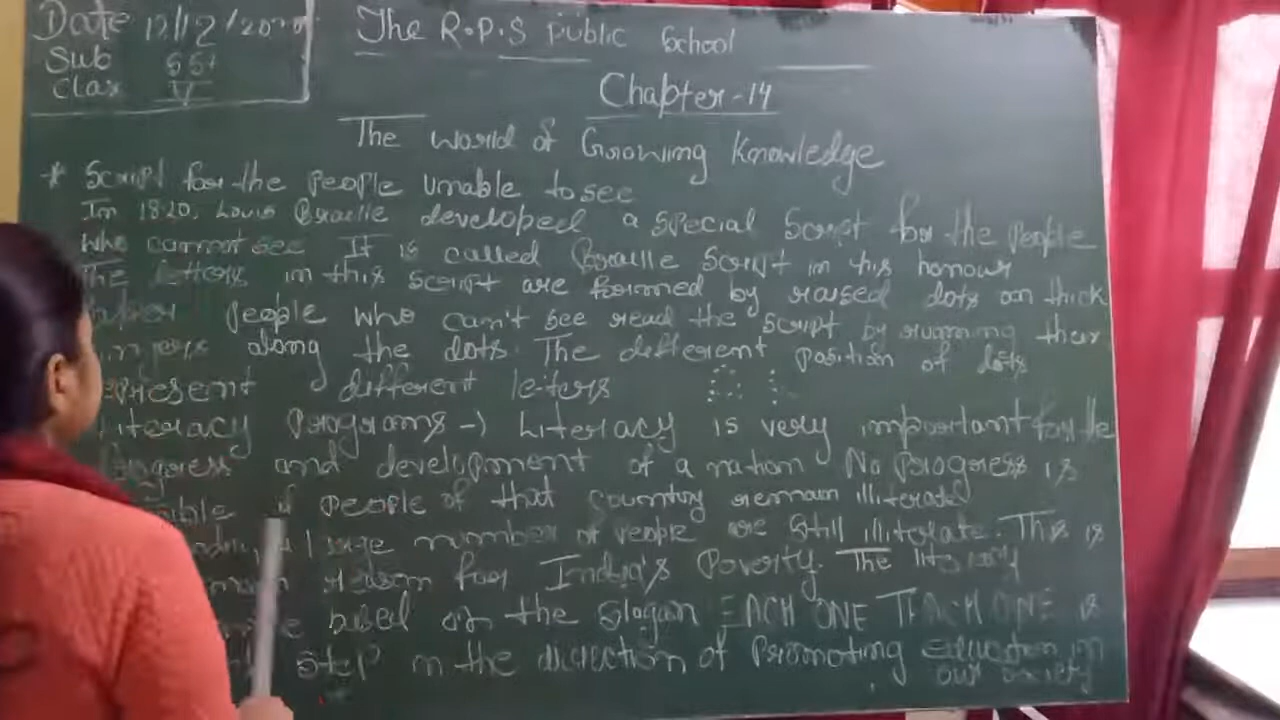 Date 12/12/2020
Sub SST
Class V
The R.P.S public School
Chapter-14
The World of Growing Knowledge
* Script for the People Unable to see
In 1820, Louis Braille developed a special Script for the People
who cannot see It is called Braille Script in his honour
The letters in this script are formed by raised dots on thick
People who can't see read the script by running their
along the dots. The different position of dots
different letters
Literacy Programs → Literacy is very important for the
and development of a nation No Progress is
if People of that country remain illiterate
large number of People are Still illiterate. This is
reason for India's Poverty. The literacy
based on the slogan EACH ONE TEACH ONE is
step in the direction of Promoting education in
our society